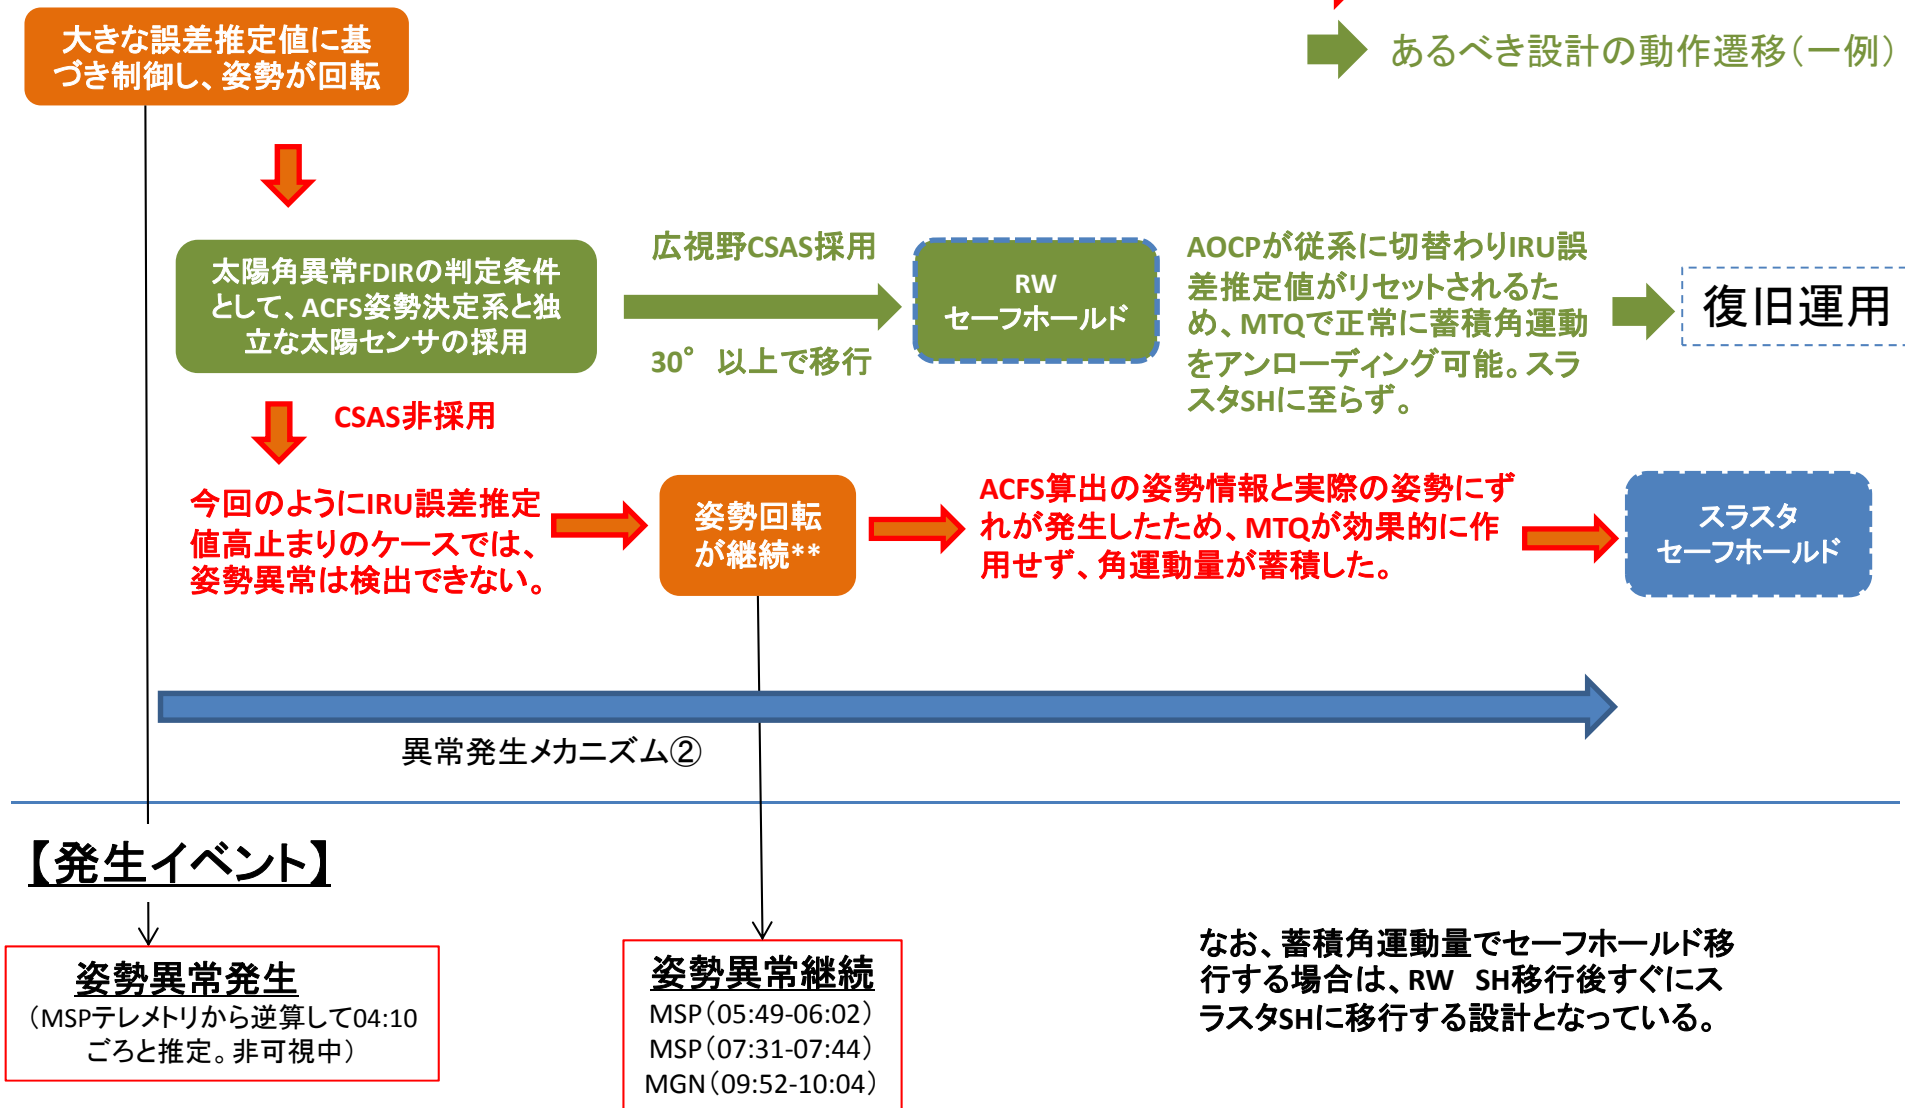 大きな誤差推定値に基
づき制御し、姿勢が回転
あるべき設計の動作遷移(一例)
太陽角異常FDIRの判定条件
として、ACFS姿勢決定系と独
立な太陽センサの採用
広視野CSAS採用
30° 以上で移行
RW
セーフホールド
AOCPが従系に切替わりIRU誤
差推定値がリセットされるた
め、MTQで正常に蓄積角運動
をアンローディング可能。スラ
スタSHに至らず。
復旧運用
CSAS非採用
今回のようにIRU誤差推定
値高止まりのケースでは、
姿勢異常は検出できない。
姿勢回転
が継続**
ACFS算出の姿勢情報と実際の姿勢にず
れが発生したため、MTQが効果的に作
用せず、角運動量が蓄積した。
スラスタ
セーフホールド
異常発生メカニズム②
【発生イベント】
姿勢異常発生
(MSPテレメトリから逆算して04:10
ごろと推定。非可視中)
姿勢異常継続
MSP(05:49-06:02)
MSP(07:31-07:44)
MGN(09:52-10:04)
なお、蓄積角運動量でセーフホールド移
行する場合は、RW SH移行後すぐにス
ラスタSHに移行する設計となっている。